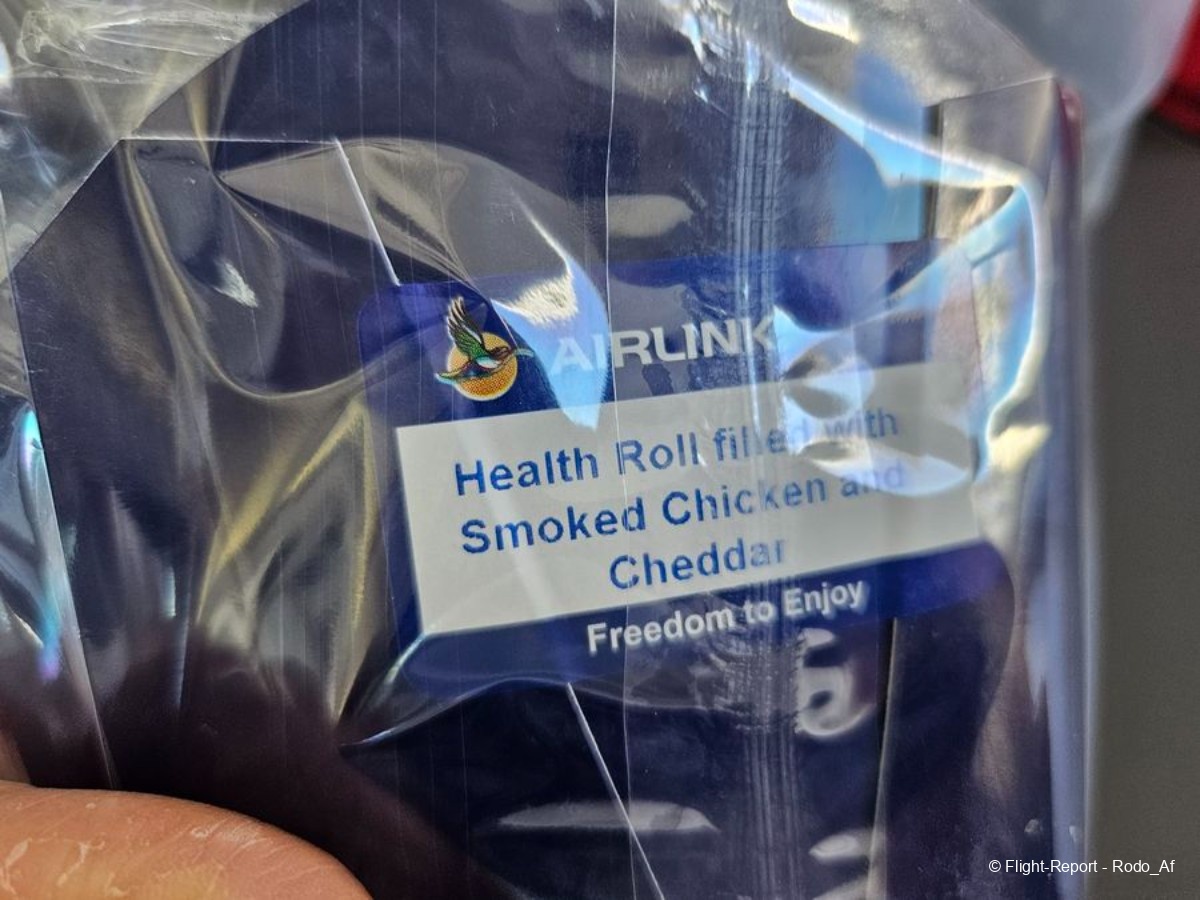 AIRLINK
Health Roll filled with
Smoked Chicken and
Cheddar
Freedom to Enjoy
© Flight-Report - Rodo_Af